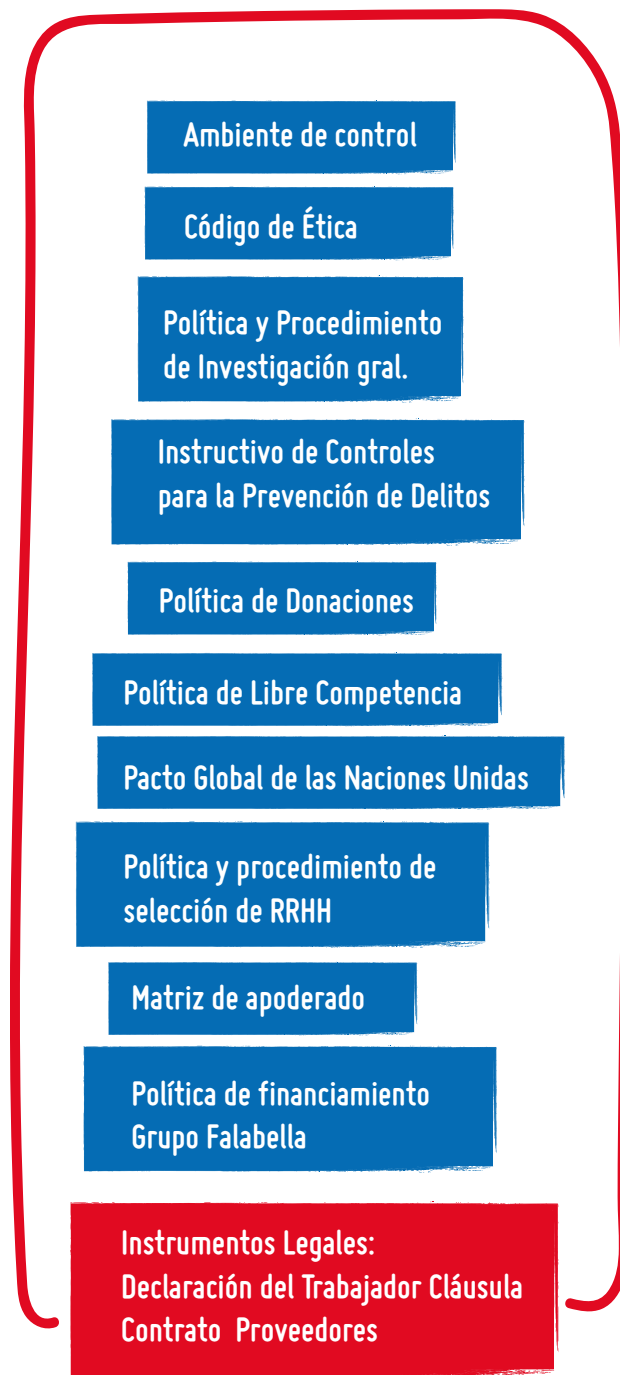 Ambiente de control
Código de Ética
Política y Procedimiento
de Investigación gral.
Instructivo de Controles
para la Prevención de Delitos
Política de Donaciones
Política de Libre Competencia
Pacto Global de las Naciones Unidas
Política y procedimiento de
selección de RRHH
Matriz de apoderado
Política de financiamiento
Grupo Falabella
Instrumentos Legales:
Declaración del Trabajador Cláusula
Contrato Proveedores